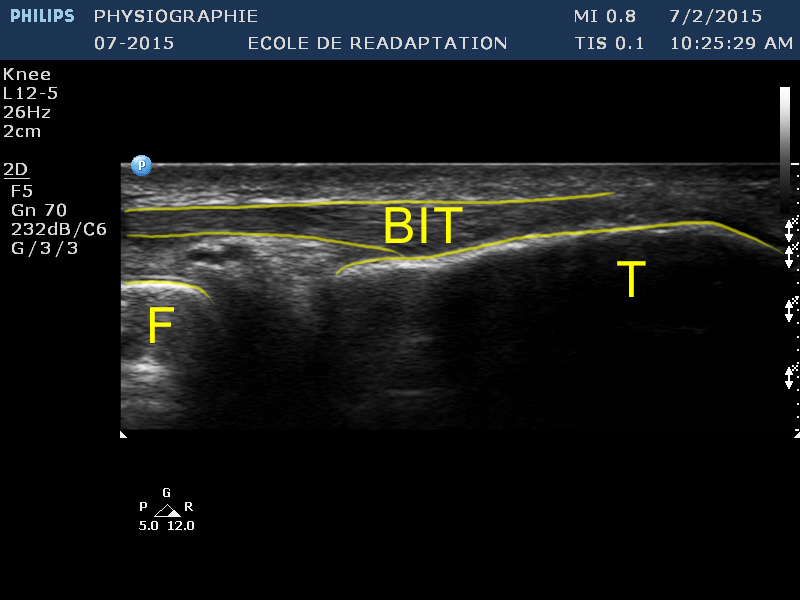 PHILIPS PHYSIOGRAPHIE MI 0.8 7/2/2015
07-2015 ECOLE DE READAPTATION TIS 0.1 10:25:29 AM
Knee
L12-5
26Hz
2cm
2D
F5
Gn 70
232dB/C6
G/3/3
P
BIT
T
F
G
P R
5.0 12.0